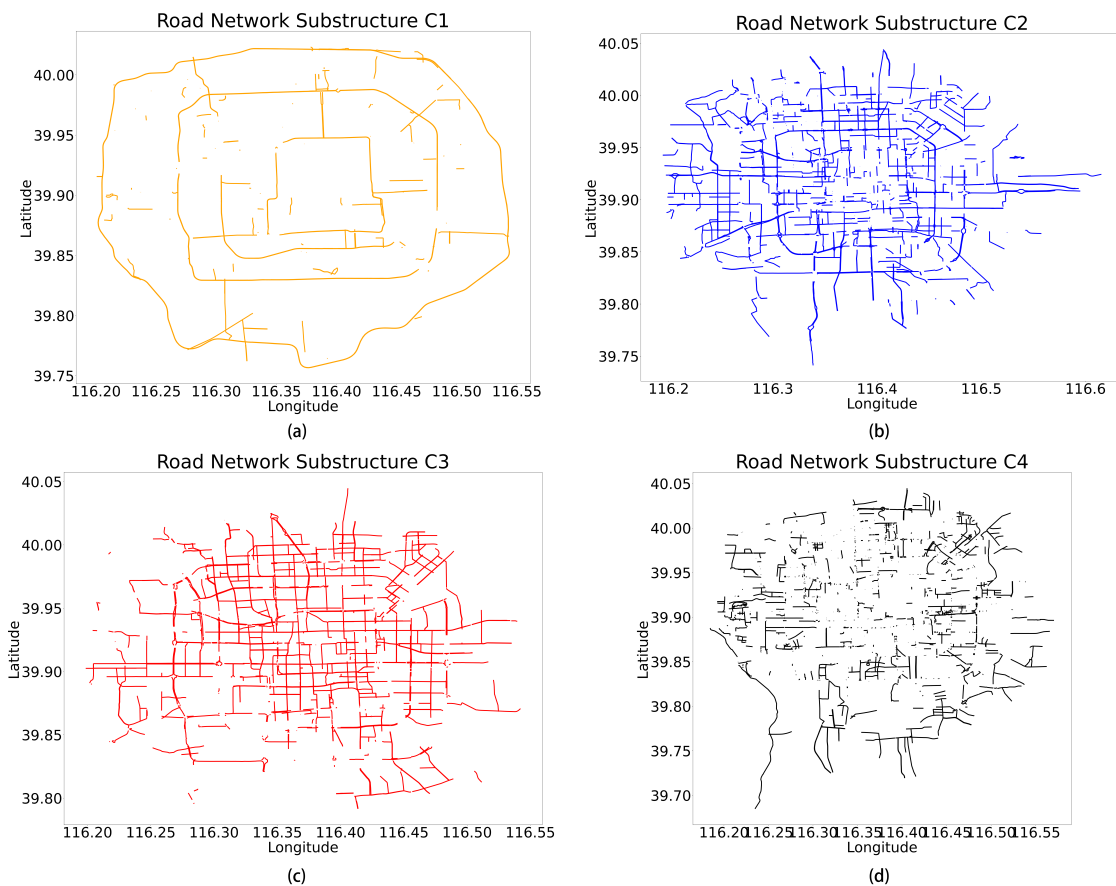 Road Network Substructure C1
40.00
39.95
39.90
39.85
39.80
39.75
Latitude
116.20 116.25 116.30 116.35 116.40 116.45 116.50 116.55
Longitude
(a)
Road Network Substructure C2
40.05
40.00
39.95
39.90
39.85
39.80
39.75
Latitude
116.2 116.3 116.4 116.5 116.6
Longitude
(b)
Road Network Substructure C3
40.05
40.00
39.95
39.90
39.85
39.80
Latitude
116.20 116.25 116.30 116.35 116.40 116.45 116.50 116.55
Longitude
(c)
Road Network Substructure C4
40.05
40.00
39.95
39.90
39.85
39.80
39.75
39.70
Latitude
116.20 116.25 116.30 116.35 116.40 116.45 116.50 116.55
Longitude
(d)